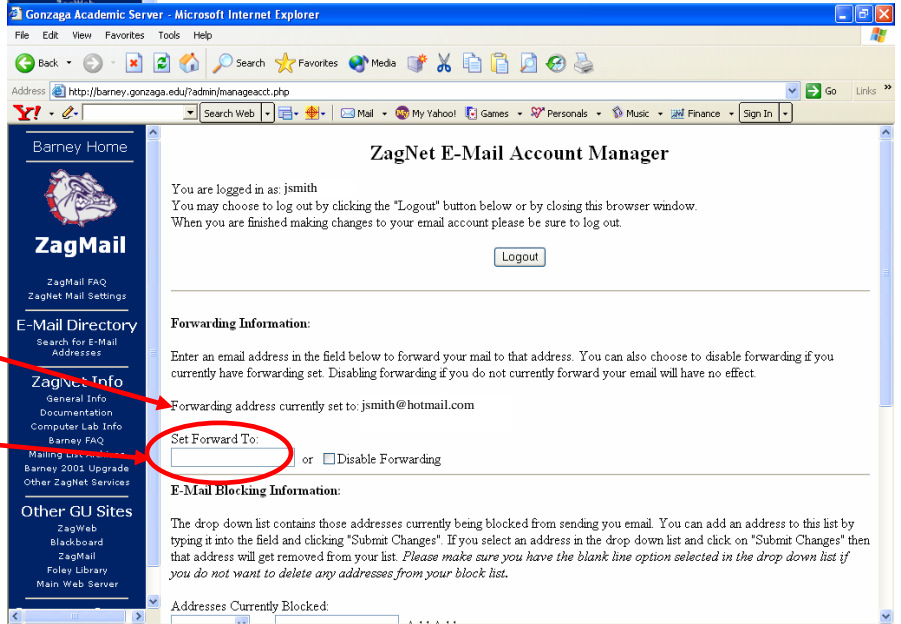 Gonzaga Academic Server - Microsoft Internet Explorer
File Edit View Favorites Tools Help
Back Search Favorites Media
Address http://barney.gonzaga.edu/?admin/manageacct.php Go Links »
Y! Search Web Mail My Yahoo! Games Personals Music Finance Sign In
Barney Home
ZagMail
ZagMail FAQ
ZagNet Mail Settings
E-Mail Directory
Search for E-Mail
Addresses
ZagNet Info
General Info
Documentation
Computer Lab Info
Barney FAQ
Mailing List Archives
Barney 2001 Upgrade
Other ZagNet Services
Other GU Sites
ZagWeb
Blackboard
ZagMail
Foley Library
Main Web Server
ZagNet E-Mail Account Manager
You are logged in as: jsmith
You may choose to log out by clicking the "Logout" button below or by closing this browser window.
When you are finished making changes to your email account please be sure to log out.
Logout
Forwarding Information:
Enter an email address in the field below to forward your mail to that address. You can also choose to disable forwarding if you
currently have forwarding set. Disabling forwarding if you do not currently forward your email will have no effect.
Forwarding address currently set to: jsmith@hotmail.com
Set Forward To:
or Disable Forwarding
E-Mail Blocking Information:
The drop down list contains those addresses currently being blocked from sending you email. You can add an address to this list by
typing it into the field and clicking "Submit Changes". If you select an address in the drop down list and click on "Submit Changes" then
that address will get removed from your list. Please make sure you have the blank line option selected in the drop down list if
you do not want to delete any addresses from your block list.
Addresses Currently Blocked: